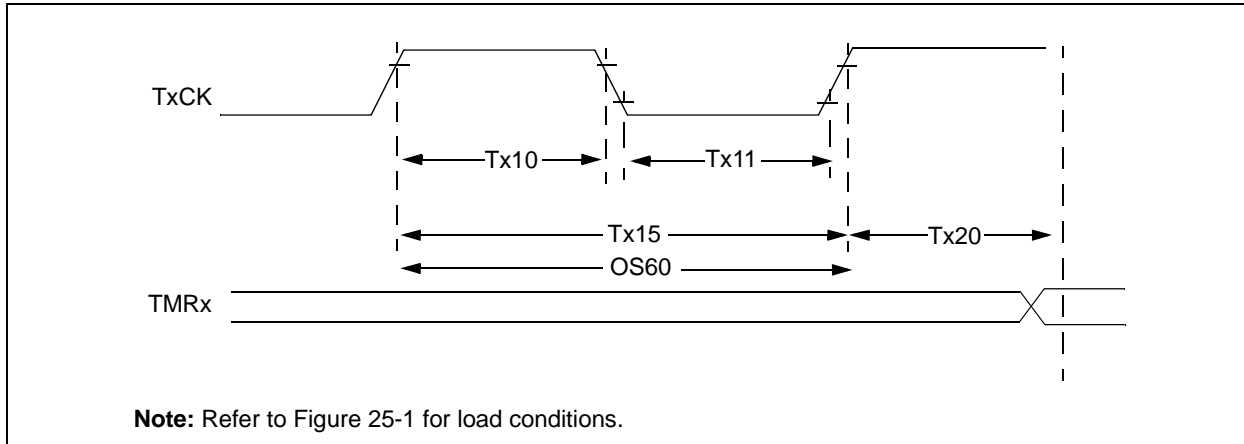 TxCK
Tx10
Tx11
Tx15
Tx20
OS60
TMRx
Note: Refer to Figure 25-1 for load conditions.